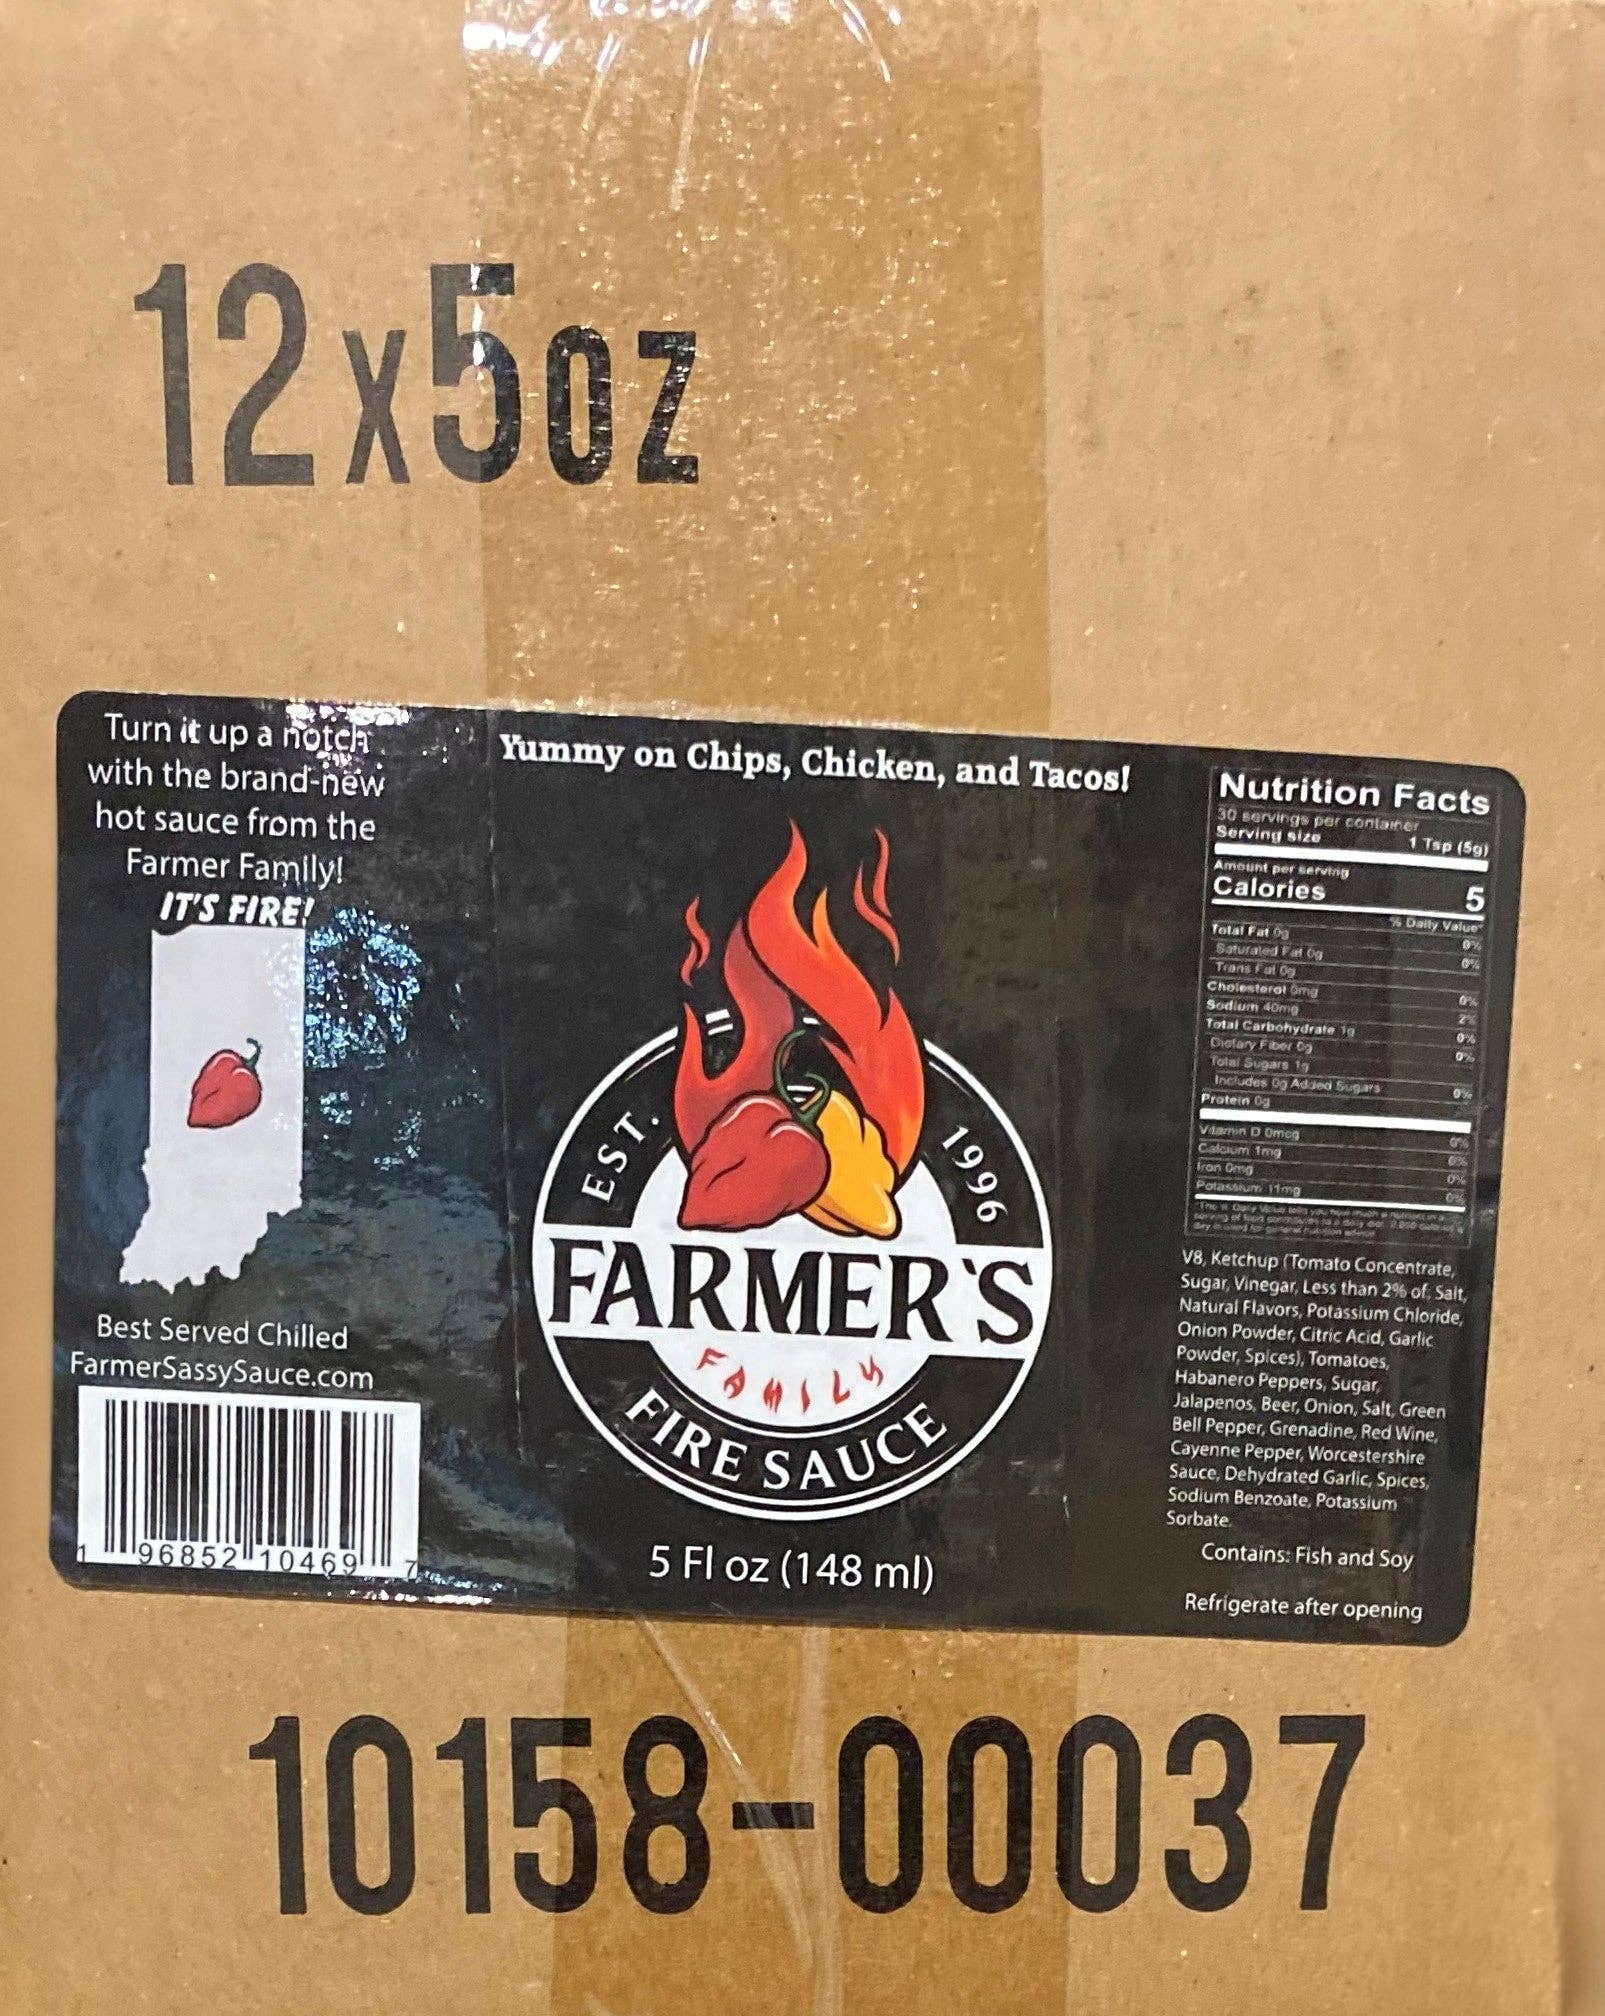 12x5oz
Turn it up a notch
with the brand-new
hot sauce from the
Farmer Family!
IT'S FIRE!
Best Served Chilled
FarmerSassySauce.com
1 96852 10469 7
Yummy on Chips, Chicken, and Tacos!
EST. 1996
FARMER'S
FAMILY
FIRE SAUCE
5 Fl oz (148 ml)
Nutrition Facts
30 servings per container
Serving size 1 Tsp (5g)
Amount per serving
Calories 5
% Daily Value*
Total Fat 0g 0%
Saturated Fat 0g 0%
Trans Fat 0g
Cholesterol 0mg 0%
Sodium 40mg 2%
Total Carbohydrate 1g 0%
Dietary Fiber 0g 0%
Total Sugars 1g
Includes 0g Added Sugars 0%
Protein 0g
Vitamin D 0mcg 0%
Calcium 1mg 0%
Iron 0mg 0%
Potassium 11mg 0%
V8, Ketchup (Tomato Concentrate,
Sugar, Vinegar, Less than 2% of: Salt,
Natural Flavors, Potassium Chloride,
Onion Powder, Citric Acid, Garlic
Powder, Spices), Tomatoes,
Habanero Peppers, Sugar,
Jalapenos, Beer, Onion, Salt, Green
Bell Pepper, Grenadine, Red Wine,
Cayenne Pepper, Worcestershire
Sauce, Dehydrated Garlic, Spices,
Sodium Benzoate, Potassium
Sorbate.
Contains: Fish and Soy
Refrigerate after opening
10158-00037